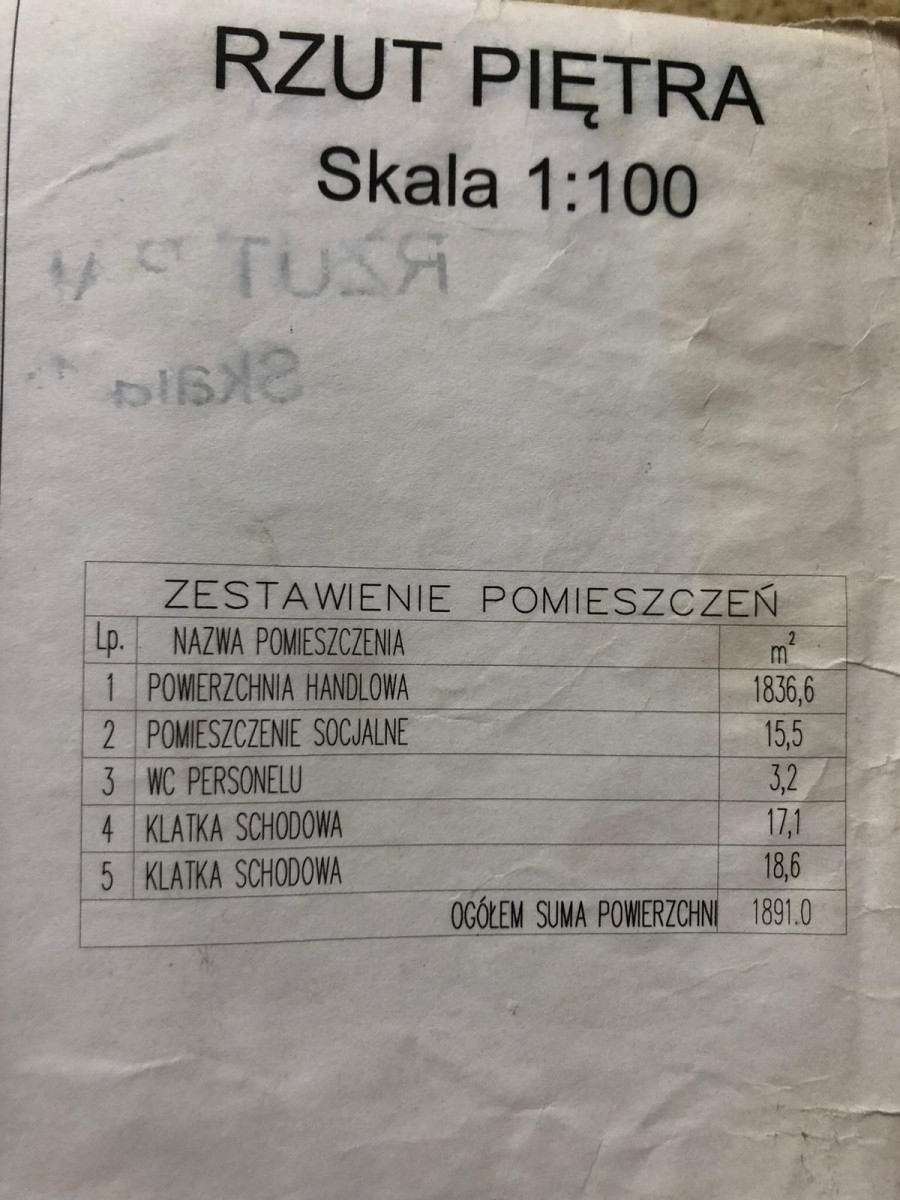 RZUT PIĘTRA
Skala 1:100
RZUT
Skala
ZESTAWIENIE POMIESZCZEŃ
Lp. NAZWA POMIESZCZENIA m²
1 POWIERZCHNIA HANDLOWA 1836,6
2 POMIESZCZENIE SOCJALNE 15,5
3 WC PERSONELU 3,2
4 KLATKA SCHODOWA 17,1
5 KLATKA SCHODOWA 18,6
OGÓŁEM SUMA POWIERZCHNI 1891.0